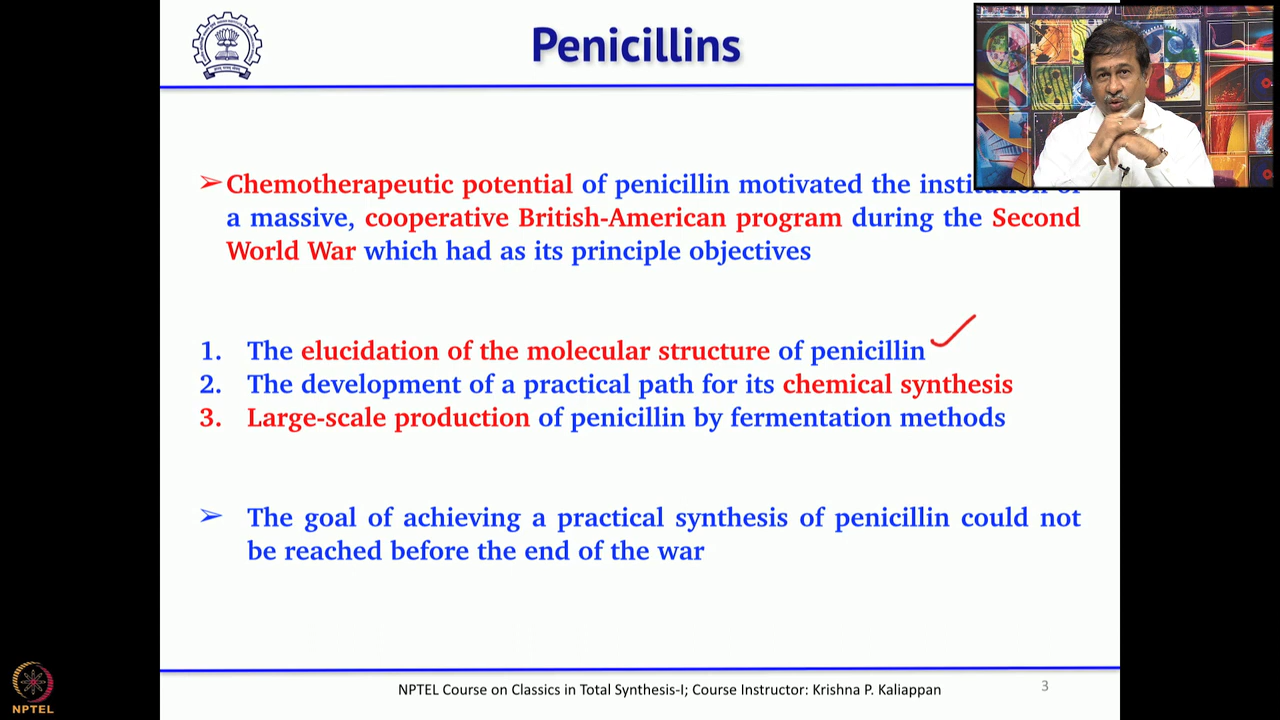 Penicillins
➢ Chemotherapeutic potential of penicillin motivated the
a massive, cooperative British-American program during the Second
World War which had as its principle objectives
1. The elucidation of the molecular structure of penicillin
2. The development of a practical path for its chemical synthesis
3. Large-scale production of penicillin by fermentation methods
➢ The goal of achieving a practical synthesis of penicillin could not
be reached before the end of the war
NPTEL Course on Classics in Total Synthesis-I; Course Instructor: Krishna P. Kaliappan
3
NPTEL